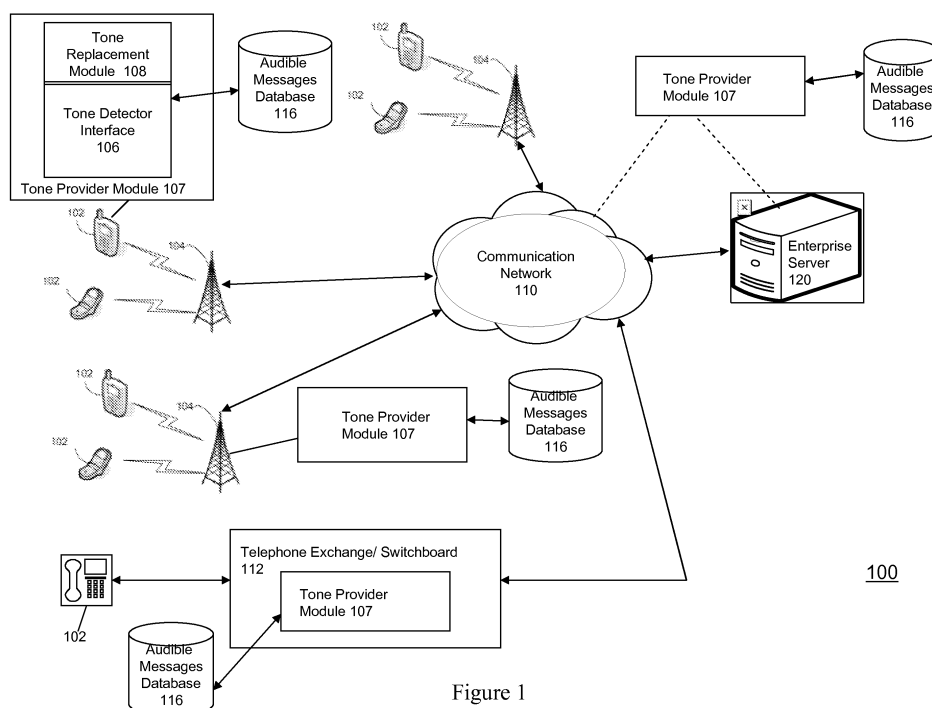 Tone
Replacement
Module 108
Tone Detector
Interface
106
Tone Provider Module 107
Audible
Messages
Database
116
102
102
104
Tone Provider
Module 107
Audible
Messages
Database
116
102
102
104
Communication
Network
110
Enterprise
Server
120
102
102
104
Tone Provider
Module 107
Audible
Messages
Database
116
Telephone Exchange/ Switchboard
112
Tone Provider
Module 107
102
Audible
Messages
Database
116
100
Figure 1